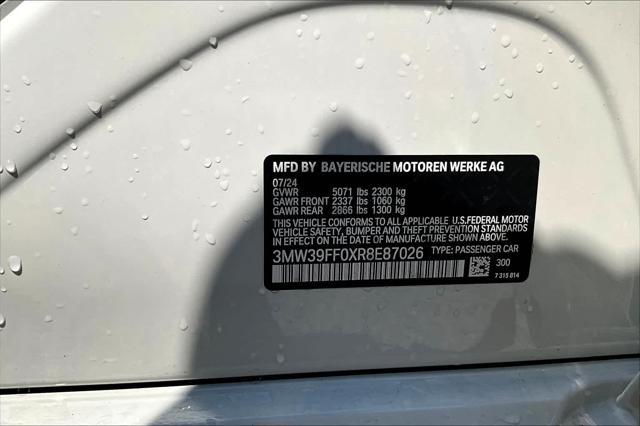 MFD BY BAYERISCHE MOTOREN WERKE AG
07/24
GVWR 5071 lbs 2300 kg
GAWR FRONT 2337 lbs 1060 kg
GAWR REAR 2866 lbs 1300 kg
THIS VEHICLE CONFORMS TO ALL APPLICABLE U.S.FEDERAL MOTOR
VEHICLE SAFETY, BUMPER AND THEFT PREVENTION STANDARDS
IN EFFECT ON THE DATE OF MANUFACTURE SHOWN ABOVE.
3MW39FF0XR8E87026 TYPE: PASSENGER CAR
300
7 315 814